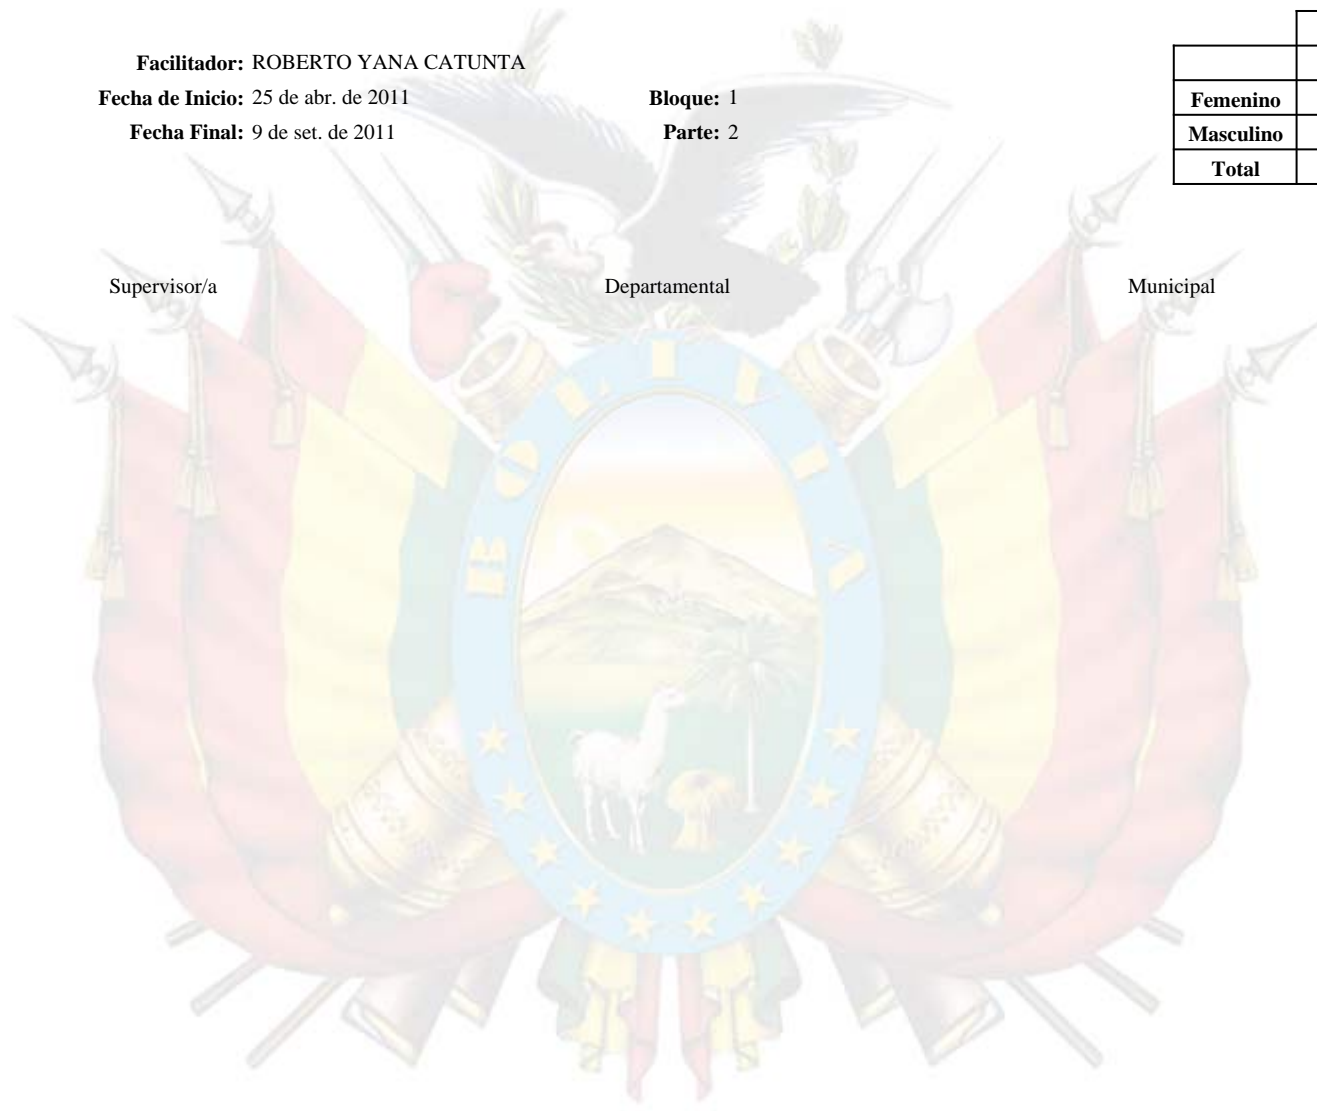 Facilitador: ROBERTO YANA CATUNTA
Fecha de Inicio: 25 de abr. de 2011 Bloque: 1
Fecha Final: 9 de set. de 2011 Parte: 2
Femenino
Masculino
Total
Supervisor/a Departamental Municipal
BOLIVIA